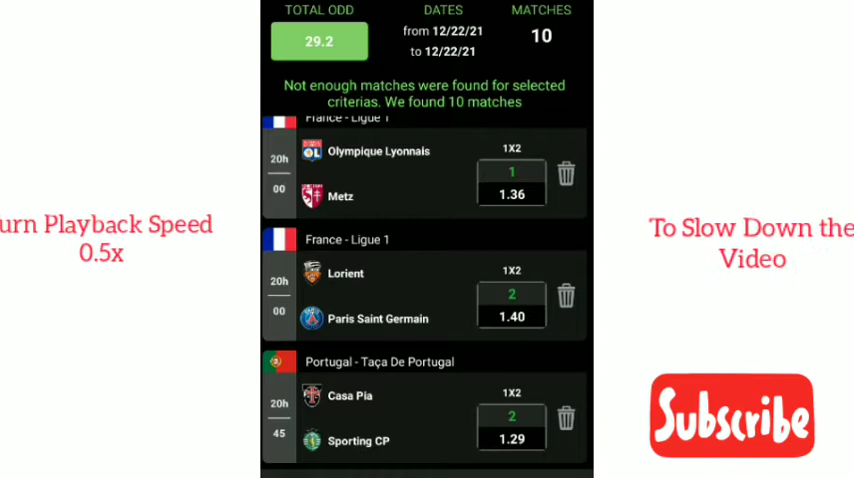 TOTAL ODD
DATES
MATCHES
29.2
from 12/22/21
to 12/22/21
10
Not enough matches were found for selected
criterias. We found 10 matches
France - Ligue 1
20h
00
Olympique Lyonnais
Metz
1X2
1
1.36
France - Ligue 1
20h
00
Lorient
Paris Saint Germain
1X2
2
1.40
Portugal - Taça De Portugal
20h
45
Casa Pia
Sporting CP
1X2
2
1.29
urn Playback Speed
0.5x
To Slow Down the
Video
Subscribe